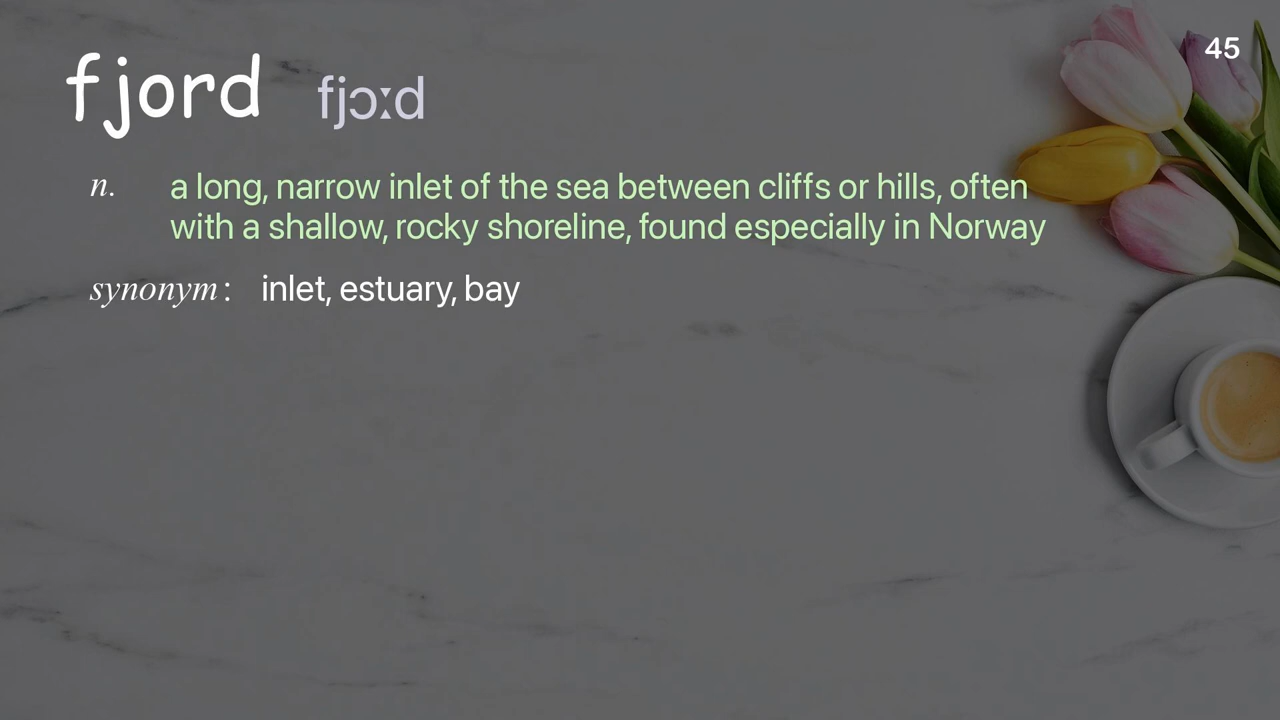 45
fjord fjɔːd
n. a long, narrow inlet of the sea between cliffs or hills, often
with a shallow, rocky shoreline, found especially in Norway
synonym: inlet, estuary, bay